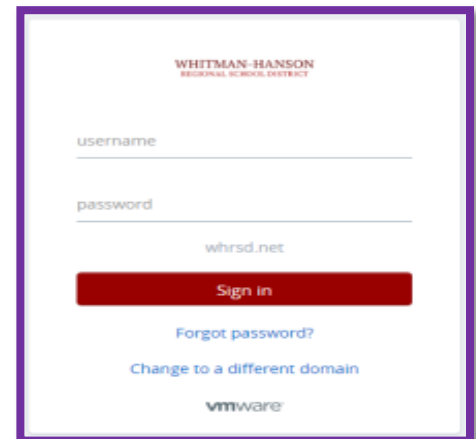 WHITMAN-HANSON
REGIONAL SCHOOL DISTRICT
username
password
whrsd.net
Sign in
Forgot password?
Change to a different domain
vmware